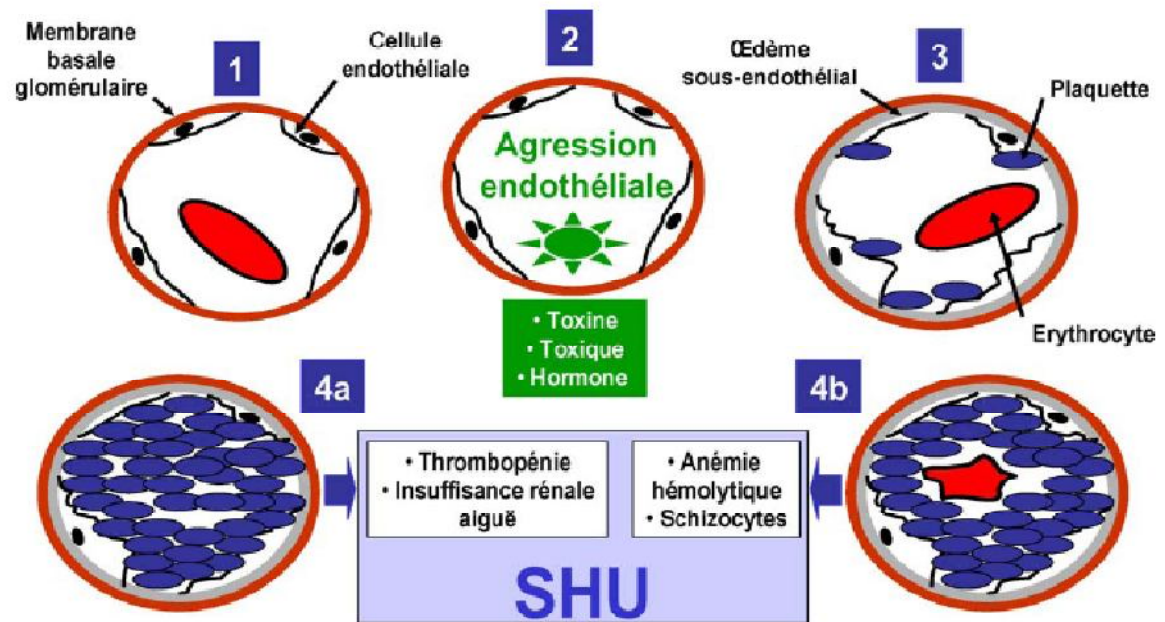 Membrane
basale
glomérulaire
1
Cellule
endothéliale
2
Œdème
sous-endothélial
3
Plaquette
Agression
endothéliale
• Toxine
• Toxique
• Hormone
Erythrocyte
4a
4b
• Thrombopénie
• Insuffisance rénale
aiguë
• Anémie
hémolytique
• Schizocytes
SHU